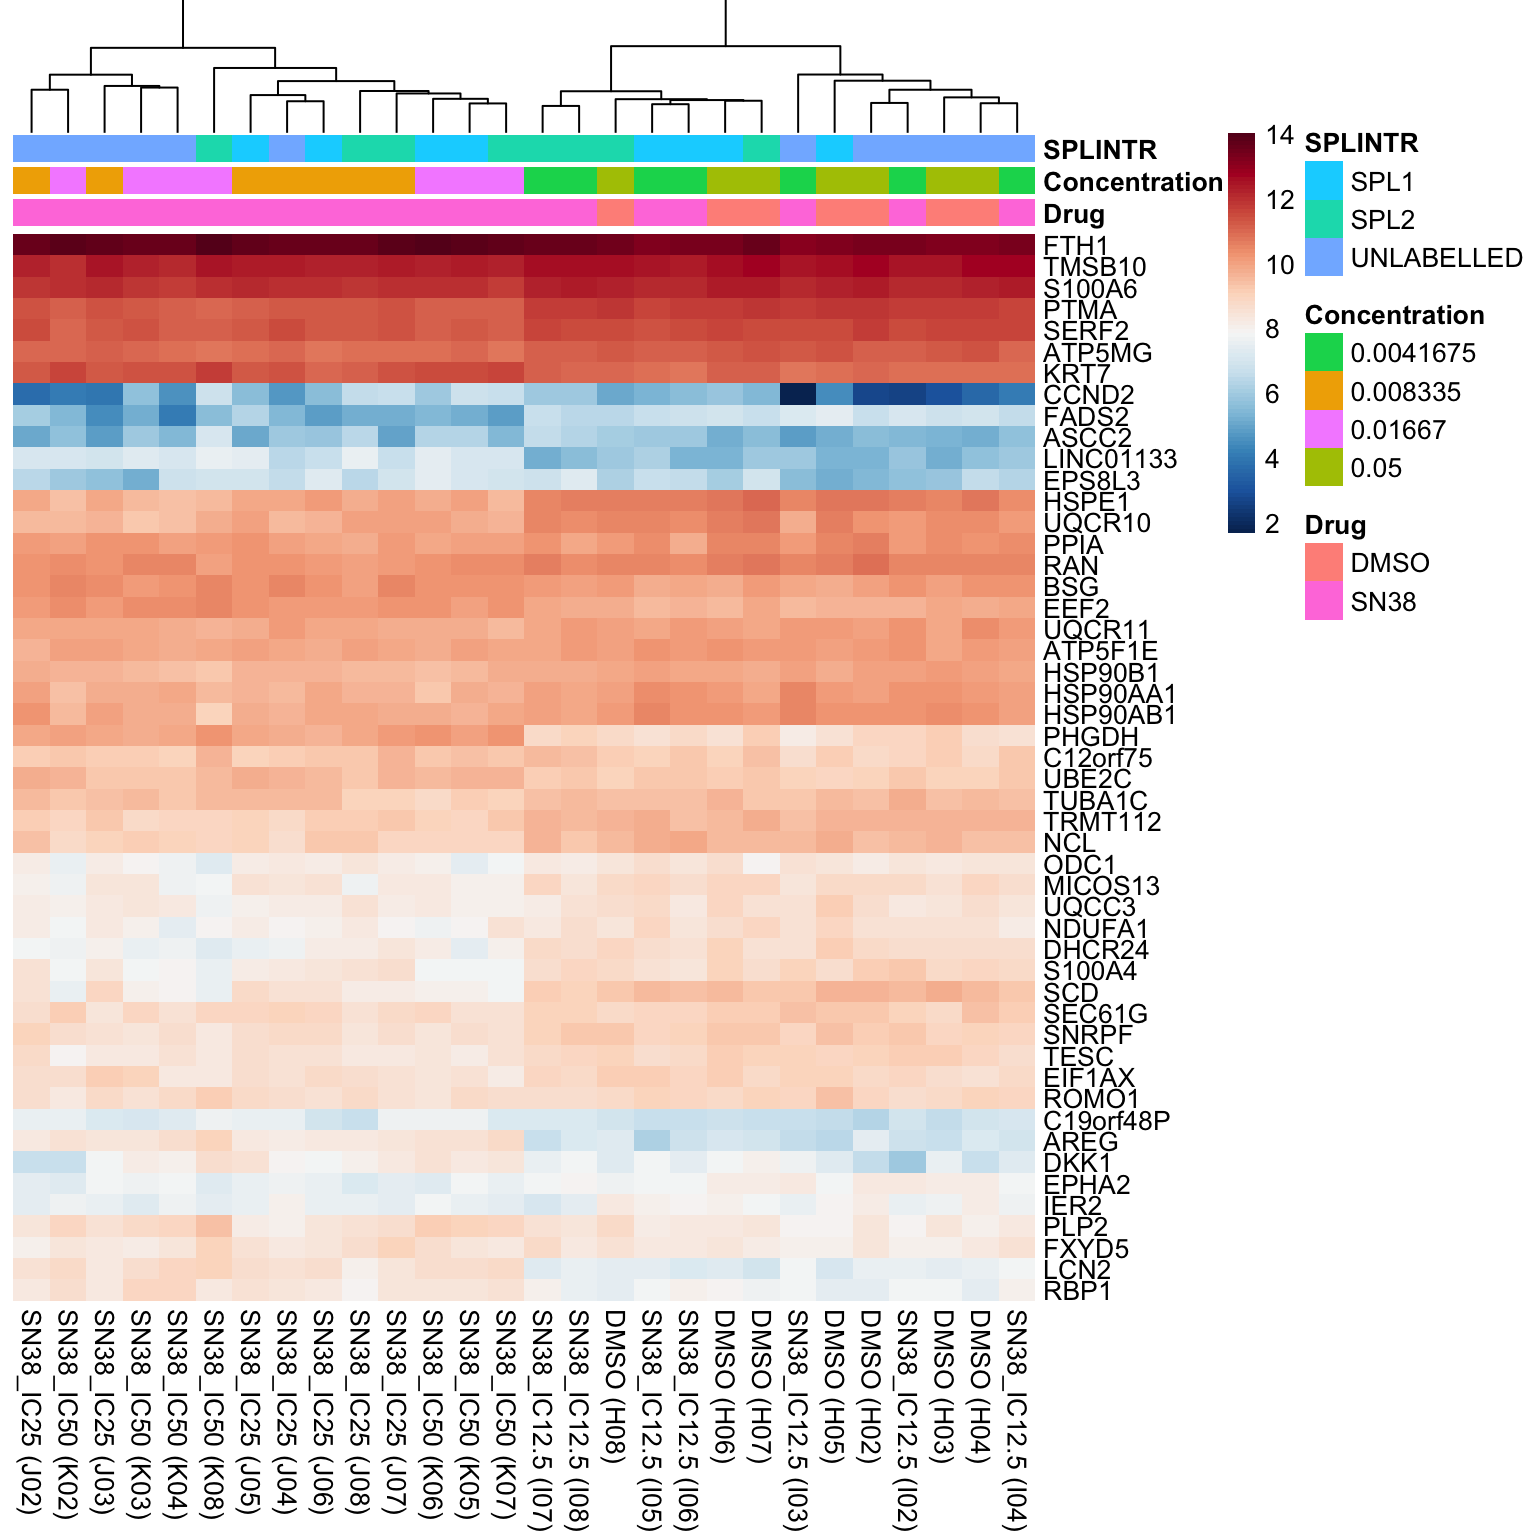 SPLINTR
Concentration
Drug
FTH1
TMSB10
S100A6
PTMA
SERF2
ATP5MG
KRT7
CCND2
FADS2
ASCC2
LINC01133
EPS8L3
HSPE1
UQCR10
PPIA
RAN
BSG
EEF2
UQCR11
ATP5F1E
HSP90B1
HSP90AA1
HSP90AB1
PHGDH
C12orf75
UBE2C
TUBA1C
TRMT112
NCL
ODC1
MICOS13
UQCC3
NDUFA1
DHCR24
S100A4
SCD
SEC61G
SNRPF
TESC
EIF1AX
ROMO1
C19orf48P
AREG
DKK1
EPHA2
IER2
PLP2
FXYD5
LCN2
RBP1
14
12
10
8
6
4
2
SPLINTR
SPL1
SPL2
UNLABELLED
Concentration
0.0041675
0.008335
0.01667
0.05
Drug
DMSO
SN38
SN38_IC25 (J02)
SN38_IC50 (K02)
SN38_IC25 (J03)
SN38_IC50 (K03)
SN38_IC50 (K04)
SN38_IC50 (K08)
SN38_IC25 (J05)
SN38_IC25 (J04)
SN38_IC25 (J06)
SN38_IC25 (J08)
SN38_IC25 (J07)
SN38_IC50 (K06)
SN38_IC50 (K05)
SN38_IC50 (K07)
SN38_IC12.5 (I07)
SN38_IC12.5 (I08)
DMSO (H08)
SN38_IC12.5 (I05)
SN38_IC12.5 (I06)
DMSO (H06)
DMSO (H07)
SN38_IC12.5 (I03)
DMSO (H05)
DMSO (H02)
SN38_IC12.5 (I02)
DMSO (H03)
DMSO (H04)
SN38_IC12.5 (I04)